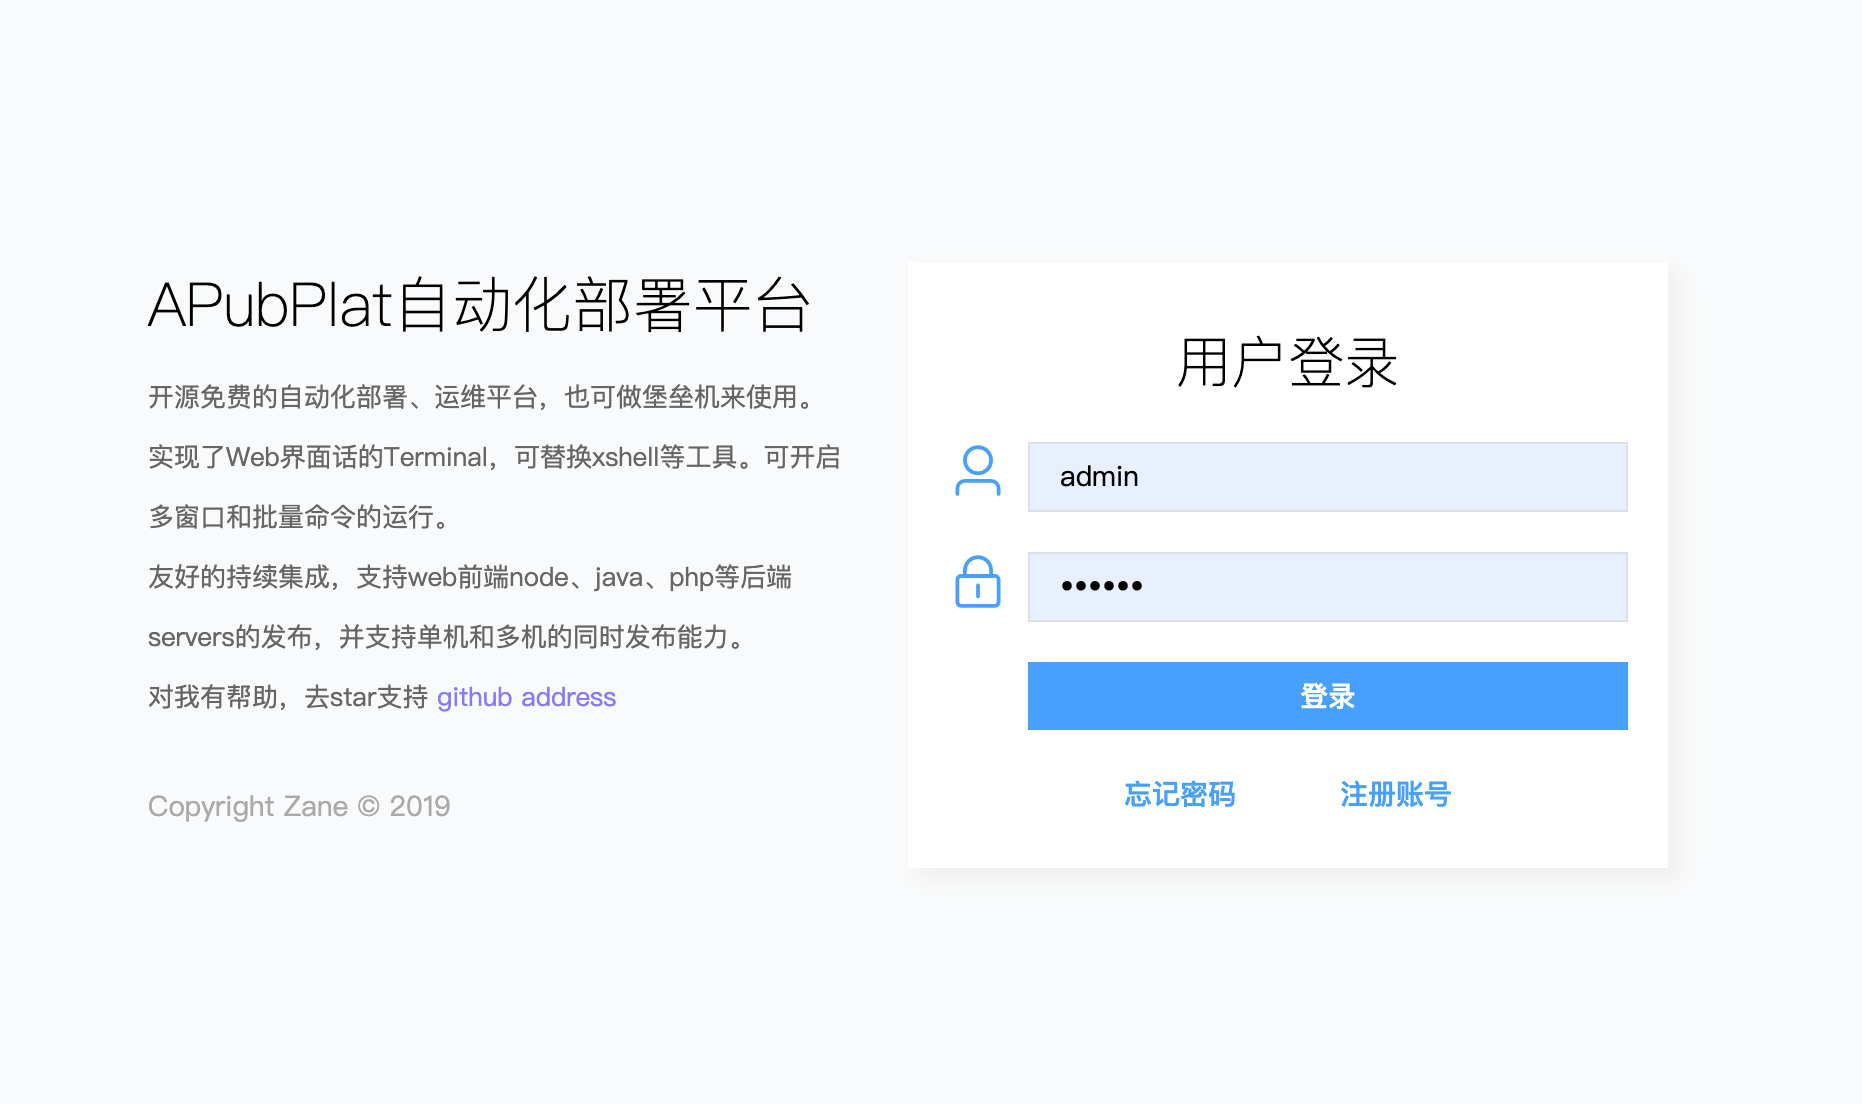 APubPlat自动化部署平台
开源免费的自动化部署、运维平台，也可做堡垒机来使用。
实现了Web界面话的Terminal，可替换xshell等工具。可开启
多窗口和批量命令的运行。
友好的持续集成，支持web前端node、java、php等后端
servers的发布，并支持单机和多机的同时发布能力。
对我有帮助，去star支持 github address
Copyright Zane © 2019
用户登录
admin
••••••
登录
忘记密码 注册账号